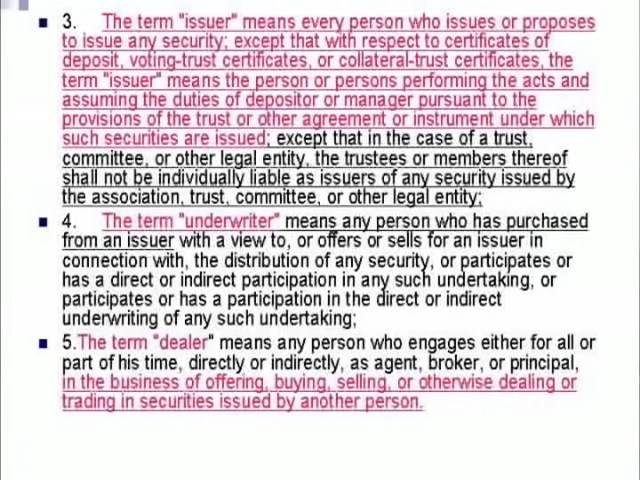 3. The term "issuer" means every person who issues or proposes
to issue any security; except that with respect to certificates of
deposit, voting-trust certificates, or collateral-trust certificates, the
term "issuer" means the person or persons performing the acts and
assuming the duties of depositor or manager pursuant to the
provisions of the trust or other agreement or instrument under which
such securities are issued; except that in the case of a trust,
committee, or other legal entity, the trustees or members thereof
shall not be individually liable as issuers of any security issued by
the association, trust, committee, or other legal entity;
4. The term "underwriter" means any person who has purchased
from an issuer with a view to, or offers or sells for an issuer in
connection with, the distribution of any security, or participates or
has a direct or indirect participation in any such undertaking, or
participates or has a participation in the direct or indirect
underwriting of any such undertaking;
5.The term "dealer" means any person who engages either for all or
part of his time, directly or indirectly, as agent, broker, or principal,
in the business of offering, buying, selling, or otherwise dealing or
trading in securities issued by another person.